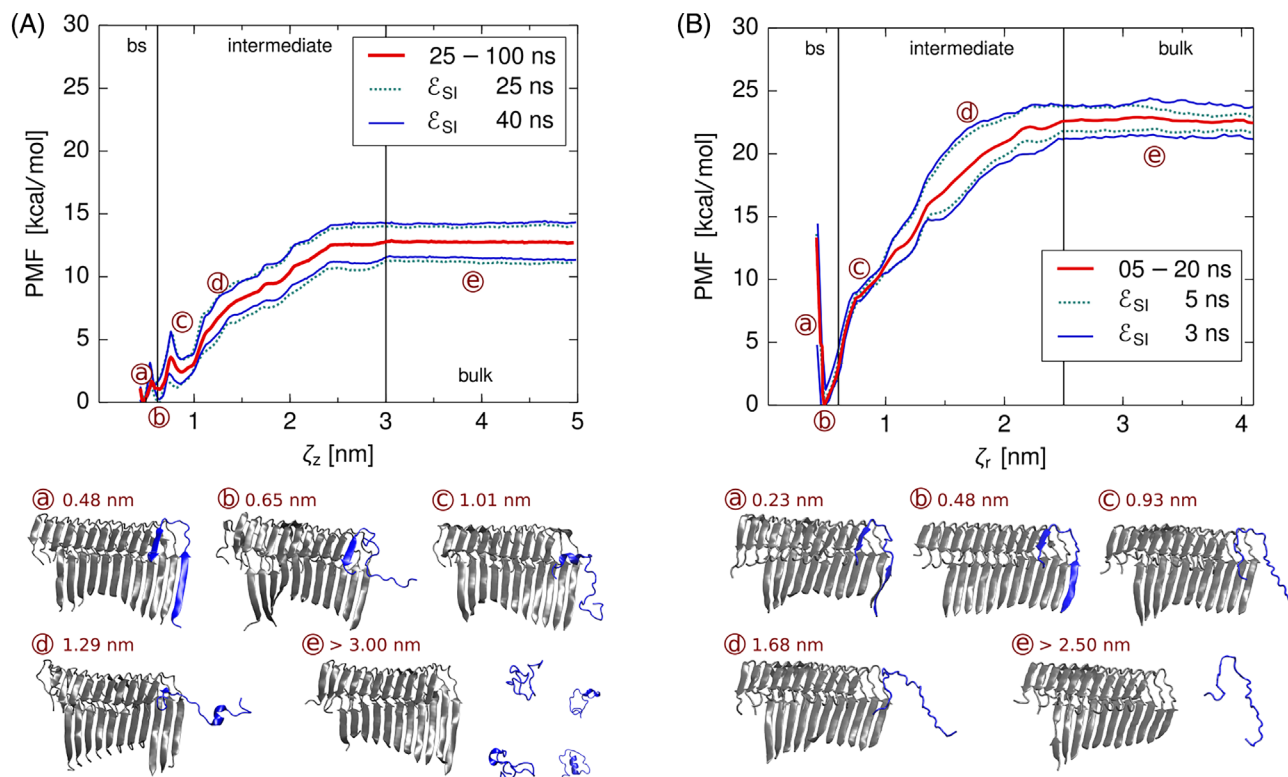 (A)
30
25
20
15
10
5
0
PMF [kcal/mol]
bs
intermediate
25 – 100 ns
ℰSI 25 ns
ℰSI 40 ns
a
b
c
d
e
bulk
1 2 3 4 5
ζz [nm]
a 0.48 nm
b 0.65 nm
c 1.01 nm
d 1.29 nm
e > 3.00 nm
(B)
30
25
20
15
10
5
0
PMF [kcal/mol]
bs
intermediate
bulk
a
b
c
d
e
05 – 20 ns
ℰSI 5 ns
ℰSI 3 ns
1 2 3 4
ζr [nm]
a 0.23 nm
b 0.48 nm
c 0.93 nm
d 1.68 nm
e > 2.50 nm